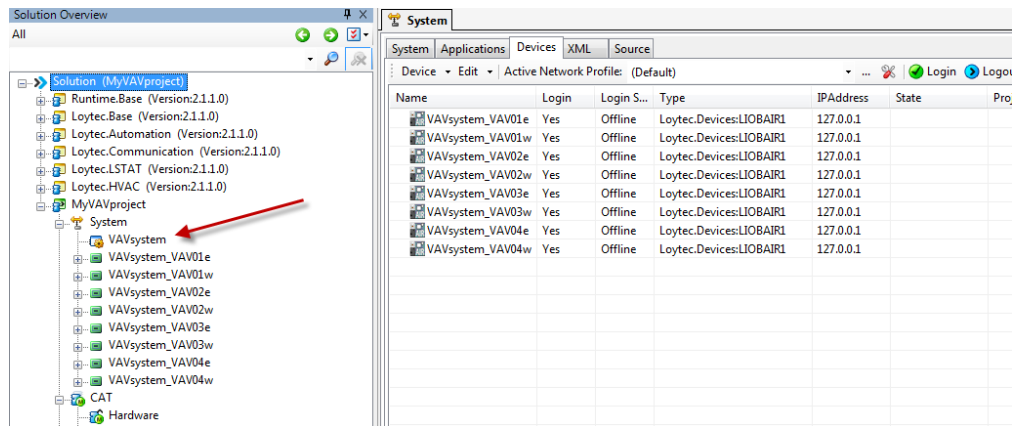 Solution Overview
All
Solution (MyVAVproject)
Runtime.Base (Version:2.1.1.0)
Loytec.Base (Version:2.1.1.0)
Loytec.Automation (Version:2.1.1.0)
Loytec.Communication (Version:2.1.1.0)
Loytec.LSTAT (Version:2.1.1.0)
Loytec.HVAC (Version:2.1.1.0)
MyVAVproject
System
VAVsystem
VAVsystem_VAV01e
VAVsystem_VAV01w
VAVsystem_VAV02e
VAVsystem_VAV02w
VAVsystem_VAV03e
VAVsystem_VAV03w
VAVsystem_VAV04e
VAVsystem_VAV04w
CAT
Hardware
System
System Applications Devices XML Source
Device Edit Active Network Profile: (Default) ... Login Logou
Name Login Login S... Type IPAddress State Proj
VAVsystem_VAV01e Yes Offline Loytec.Devices:LIOBAIR1 127.0.0.1
VAVsystem_VAV01w Yes Offline Loytec.Devices:LIOBAIR1 127.0.0.1
VAVsystem_VAV02e Yes Offline Loytec.Devices:LIOBAIR1 127.0.0.1
VAVsystem_VAV02w Yes Offline Loytec.Devices:LIOBAIR1 127.0.0.1
VAVsystem_VAV03e Yes Offline Loytec.Devices:LIOBAIR1 127.0.0.1
VAVsystem_VAV03w Yes Offline Loytec.Devices:LIOBAIR1 127.0.0.1
VAVsystem_VAV04e Yes Offline Loytec.Devices:LIOBAIR1 127.0.0.1
VAVsystem_VAV04w Yes Offline Loytec.Devices:LIOBAIR1 127.0.0.1